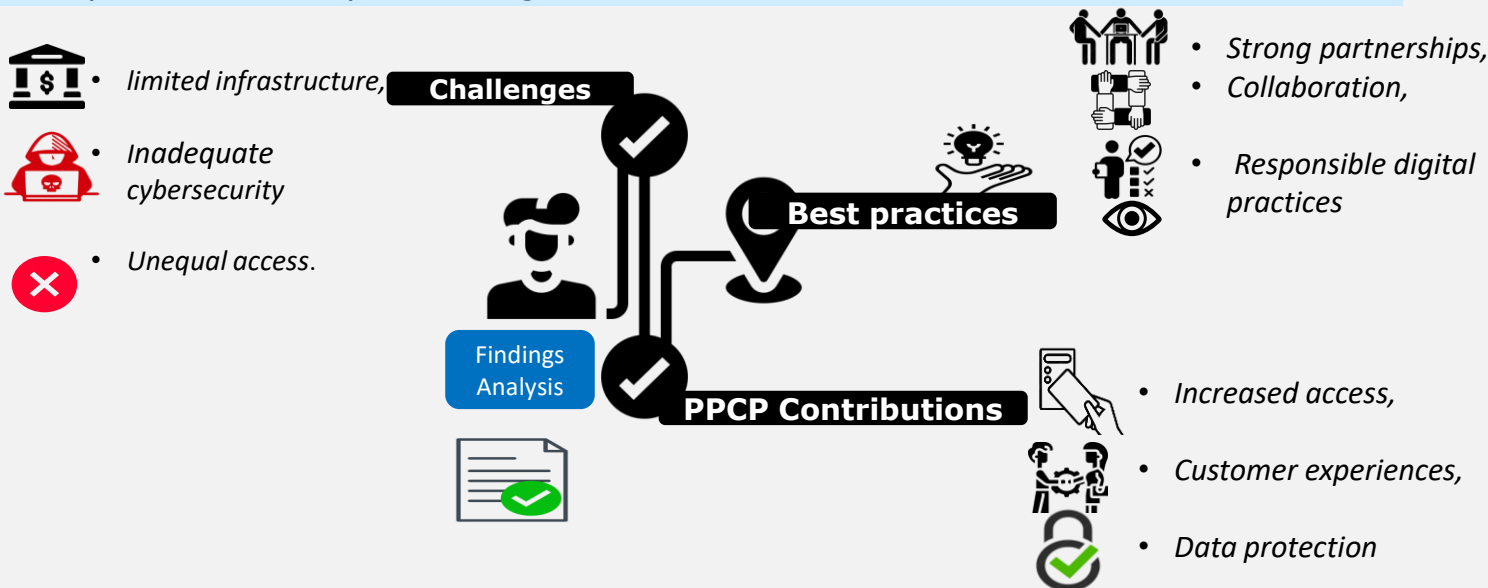 limited infrastructure,
Inadequate
cybersecurity
Unequal access.
Challenges
Best practices
Strong partnerships,
Collaboration,
Responsible digital
practices
Findings
Analysis
PPCP Contributions
Increased access,
Customer experiences,
Data protection